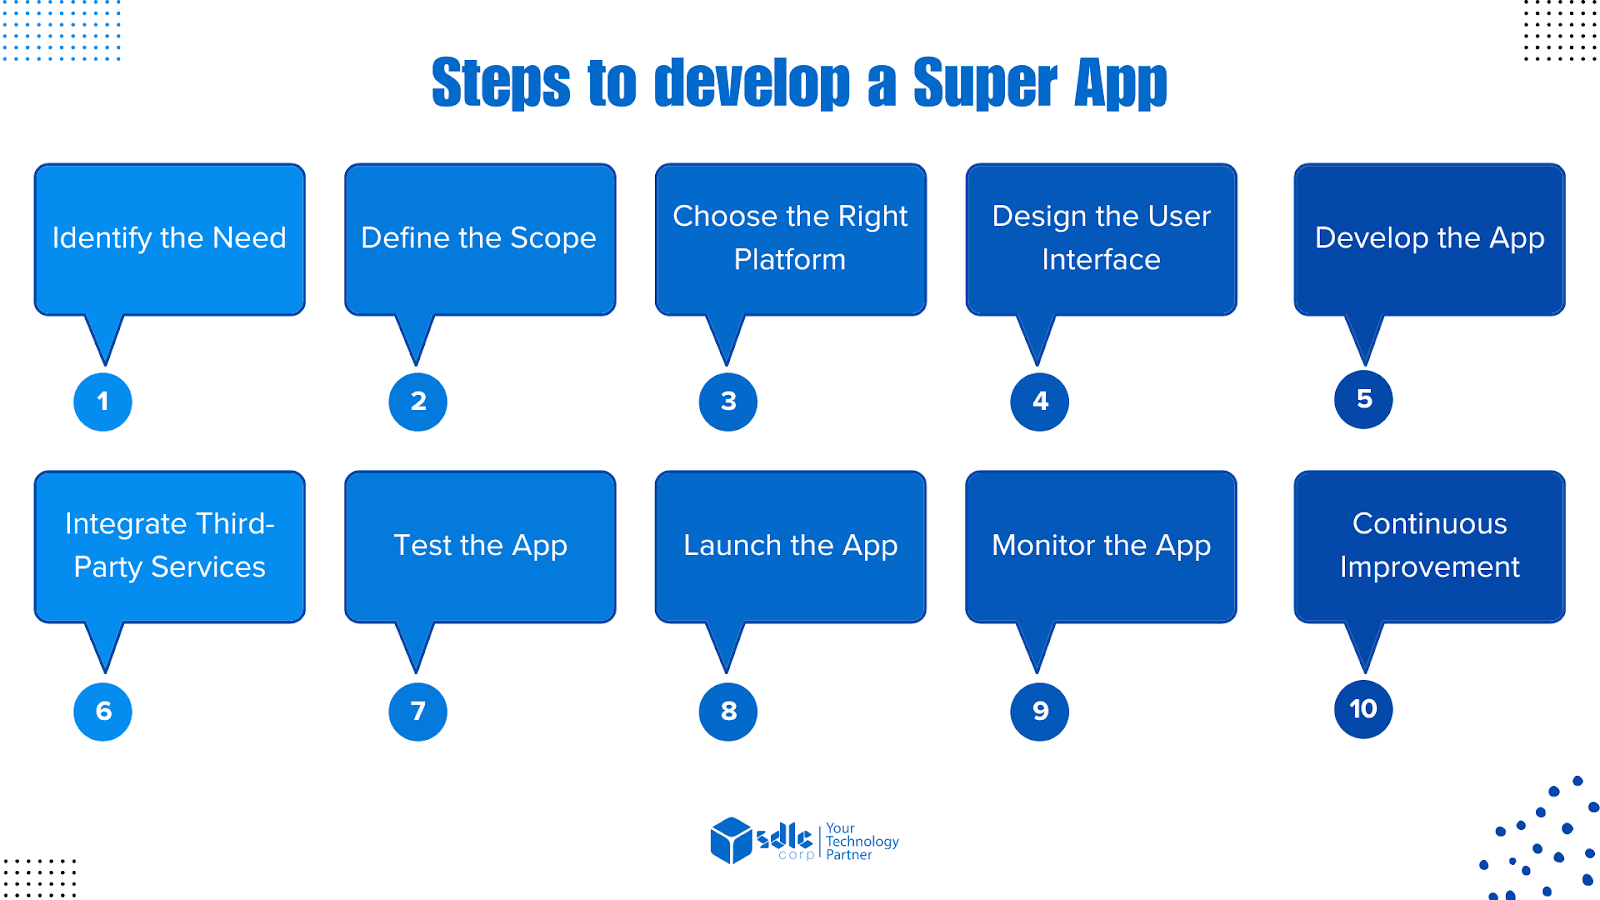 Steps to develop a Super App
Identify the Need
Define the Scope
Choose the Right
Platform
Design the User
Interface
Develop the App
1
2
3
4
5
Integrate Third-
Party Services
Test the App
Launch the App
Monitor the App
Continuous
Improvement
6
7
8
9
10
sdlc
corp
Your
Technology
Partner